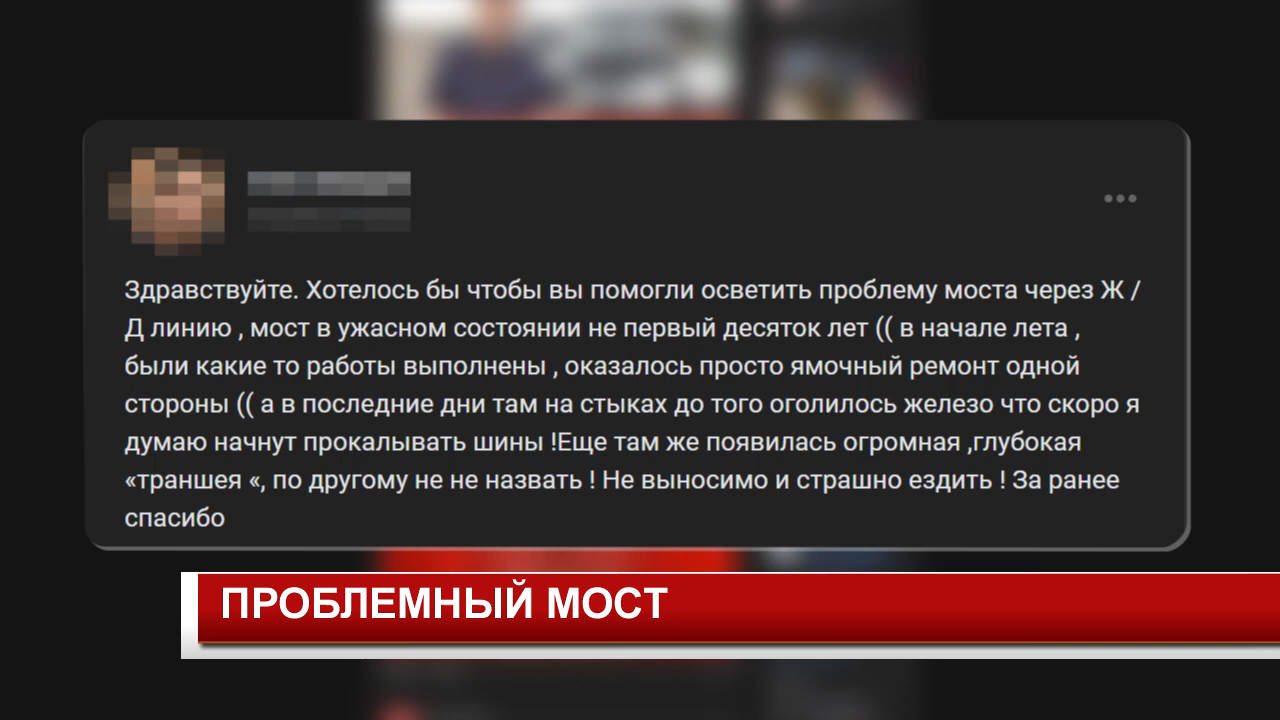 Здравствуйте. Хотелось бы чтобы вы помогли осветить проблему моста через Ж /
Д линию , мост в ужасном состоянии не первый десяток лет (( в начале лета ,
были какие то работы выполнены , оказалось просто ямочный ремонт одной
стороны (( а в последние дни там на стыках до того оголилось железо что скоро я
думаю начнут прокалывать шины !Еще там же появилась огромная ,глубокая
«траншея «, по другому не не назвать ! Не выносимо и страшно ездить ! За ранее
спасибо
ПРОБЛЕМНЫЙ МОСТ